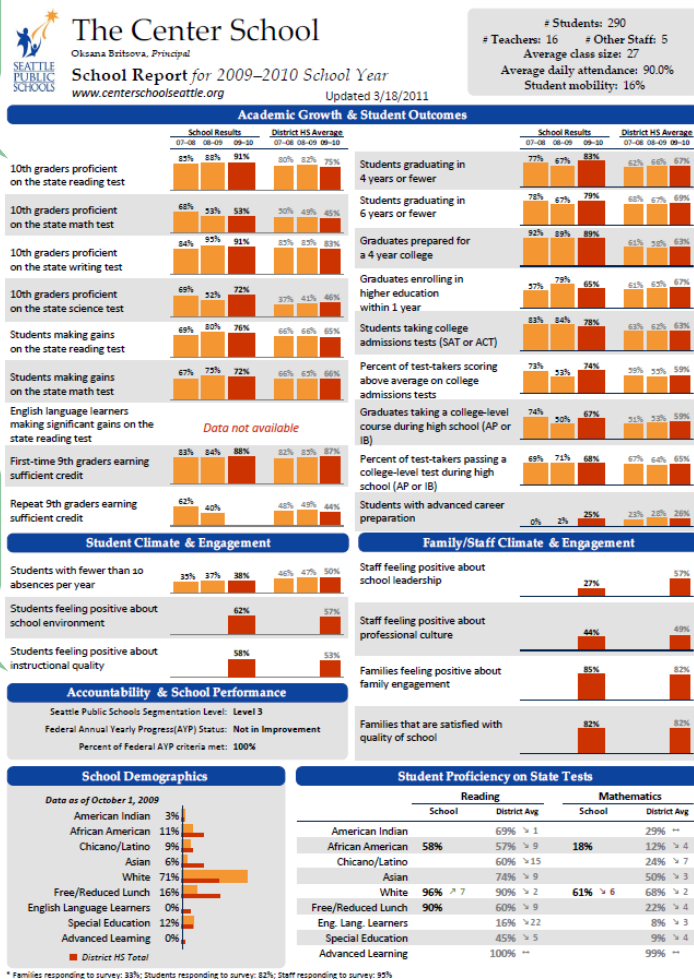 The Center School
Oksana Britsova, Principal
School Report for 2009–2010 School Year
www.centerschoolseattle.org
Updated 3/18/2011
SEATTLE
PUBLIC
SCHOOLS
# Students: 290
# Teachers: 16 # Other Staff: 5
Average class size: 27
Average daily attendance: 90.0%
Student mobility: 16%
Academic Growth & Student Outcomes
School Results District HS Average
07–08 08–09 09–10 07–08 08–09 09–10
10th graders proficient
on the state reading test
85% 88% 91% 80% 82% 75%
10th graders proficient
on the state math test
68% 53% 53% 50% 49% 45%
10th graders proficient
on the state writing test
84% 95% 91% 85% 85% 83%
10th graders proficient
on the state science test
69% 52% 72% 37% 41% 46%
Students making gains
on the state reading test
69% 80% 76% 66% 66% 65%
Students making gains
on the state math test
67% 75% 72% 66% 65% 66%
English language learners
making significant gains on the
state reading test
Data not available
First-time 9th graders earning
sufficient credit
83% 84% 88% 82% 85% 87%
Repeat 9th graders earning
sufficient credit
62% 40% 48% 49% 44%
School Results District HS Average
07–08 08–09 09–10 07–08 08–09 09–10
Students graduating in
4 years or fewer
77% 67% 83% 62% 66% 67%
Students graduating in
6 years or fewer
78% 67% 79% 68% 67% 69%
Graduates prepared for
a 4 year college
92% 89% 89% 61% 58% 63%
Graduates enrolling in
higher education
within 1 year
57% 79% 65% 61% 65% 67%
Students taking college
admissions tests (SAT or ACT)
83% 84% 78% 63% 62% 63%
Percent of test-takers scoring
above average on college
admissions tests
73% 53% 74% 59% 55% 59%
Graduates taking a college-level
course during high school (AP or
IB)
74% 50% 67% 51% 53% 59%
Percent of test-takers passing a
college-level test during high
school (AP or IB)
69% 71% 68% 67% 64% 65%
Students with advanced career
preparation
0% 2% 25% 23% 28% 26%
Student Climate & Engagement
Students with fewer than 10
absences per year
35% 37% 38% 46% 47% 50%
Students feeling positive about
school environment
62% 57%
Students feeling positive about
instructional quality
58% 53%
Family/Staff Climate & Engagement
Staff feeling positive about
school leadership
27% 57%
Staff feeling positive about
professional culture
44% 49%
Families feeling positive about
family engagement
85% 82%
Families that are satisfied with
quality of school
82% 82%
Accountability & School Performance
Seattle Public Schools Segmentation Level: Level 3
Federal Annual Yearly Progress(AYP) Status: Not in Improvement
Percent of Federal AYP criteria met: 100%
School Demographics
Data as of October 1, 2009
American Indian 3%
African American 11%
Chicano/Latino 9%
Asian 6%
White 71%
Free/Reduced Lunch 16%
English Language Learners 0%
Special Education 12%
Advanced Learning 0%
District HS Total
Student Proficiency on State Tests
Reading Mathematics
School District Avg School District Avg
American Indian 69% ↘ 1 29% ↔
African American 58% 57% ↘ 9 18% 12% ↘ 4
Chicano/Latino 60% ↘ 15 24% ↘ 7
Asian 74% ↘ 9 50% ↘ 3
White 96% ↗ 7 90% ↘ 2 61% ↘ 6 68% ↘ 2
Free/Reduced Lunch 90% 60% ↘ 9 22% ↘ 4
Eng. Lang. Learners 16% ↘ 22 8% ↘ 3
Special Education 45% ↘ 5 9% ↘ 4
Advanced Learning 100% ↔ 99% ↔
* Families responding to survey: 33%; Students responding to survey: 82%; Staff responding to survey: 95%